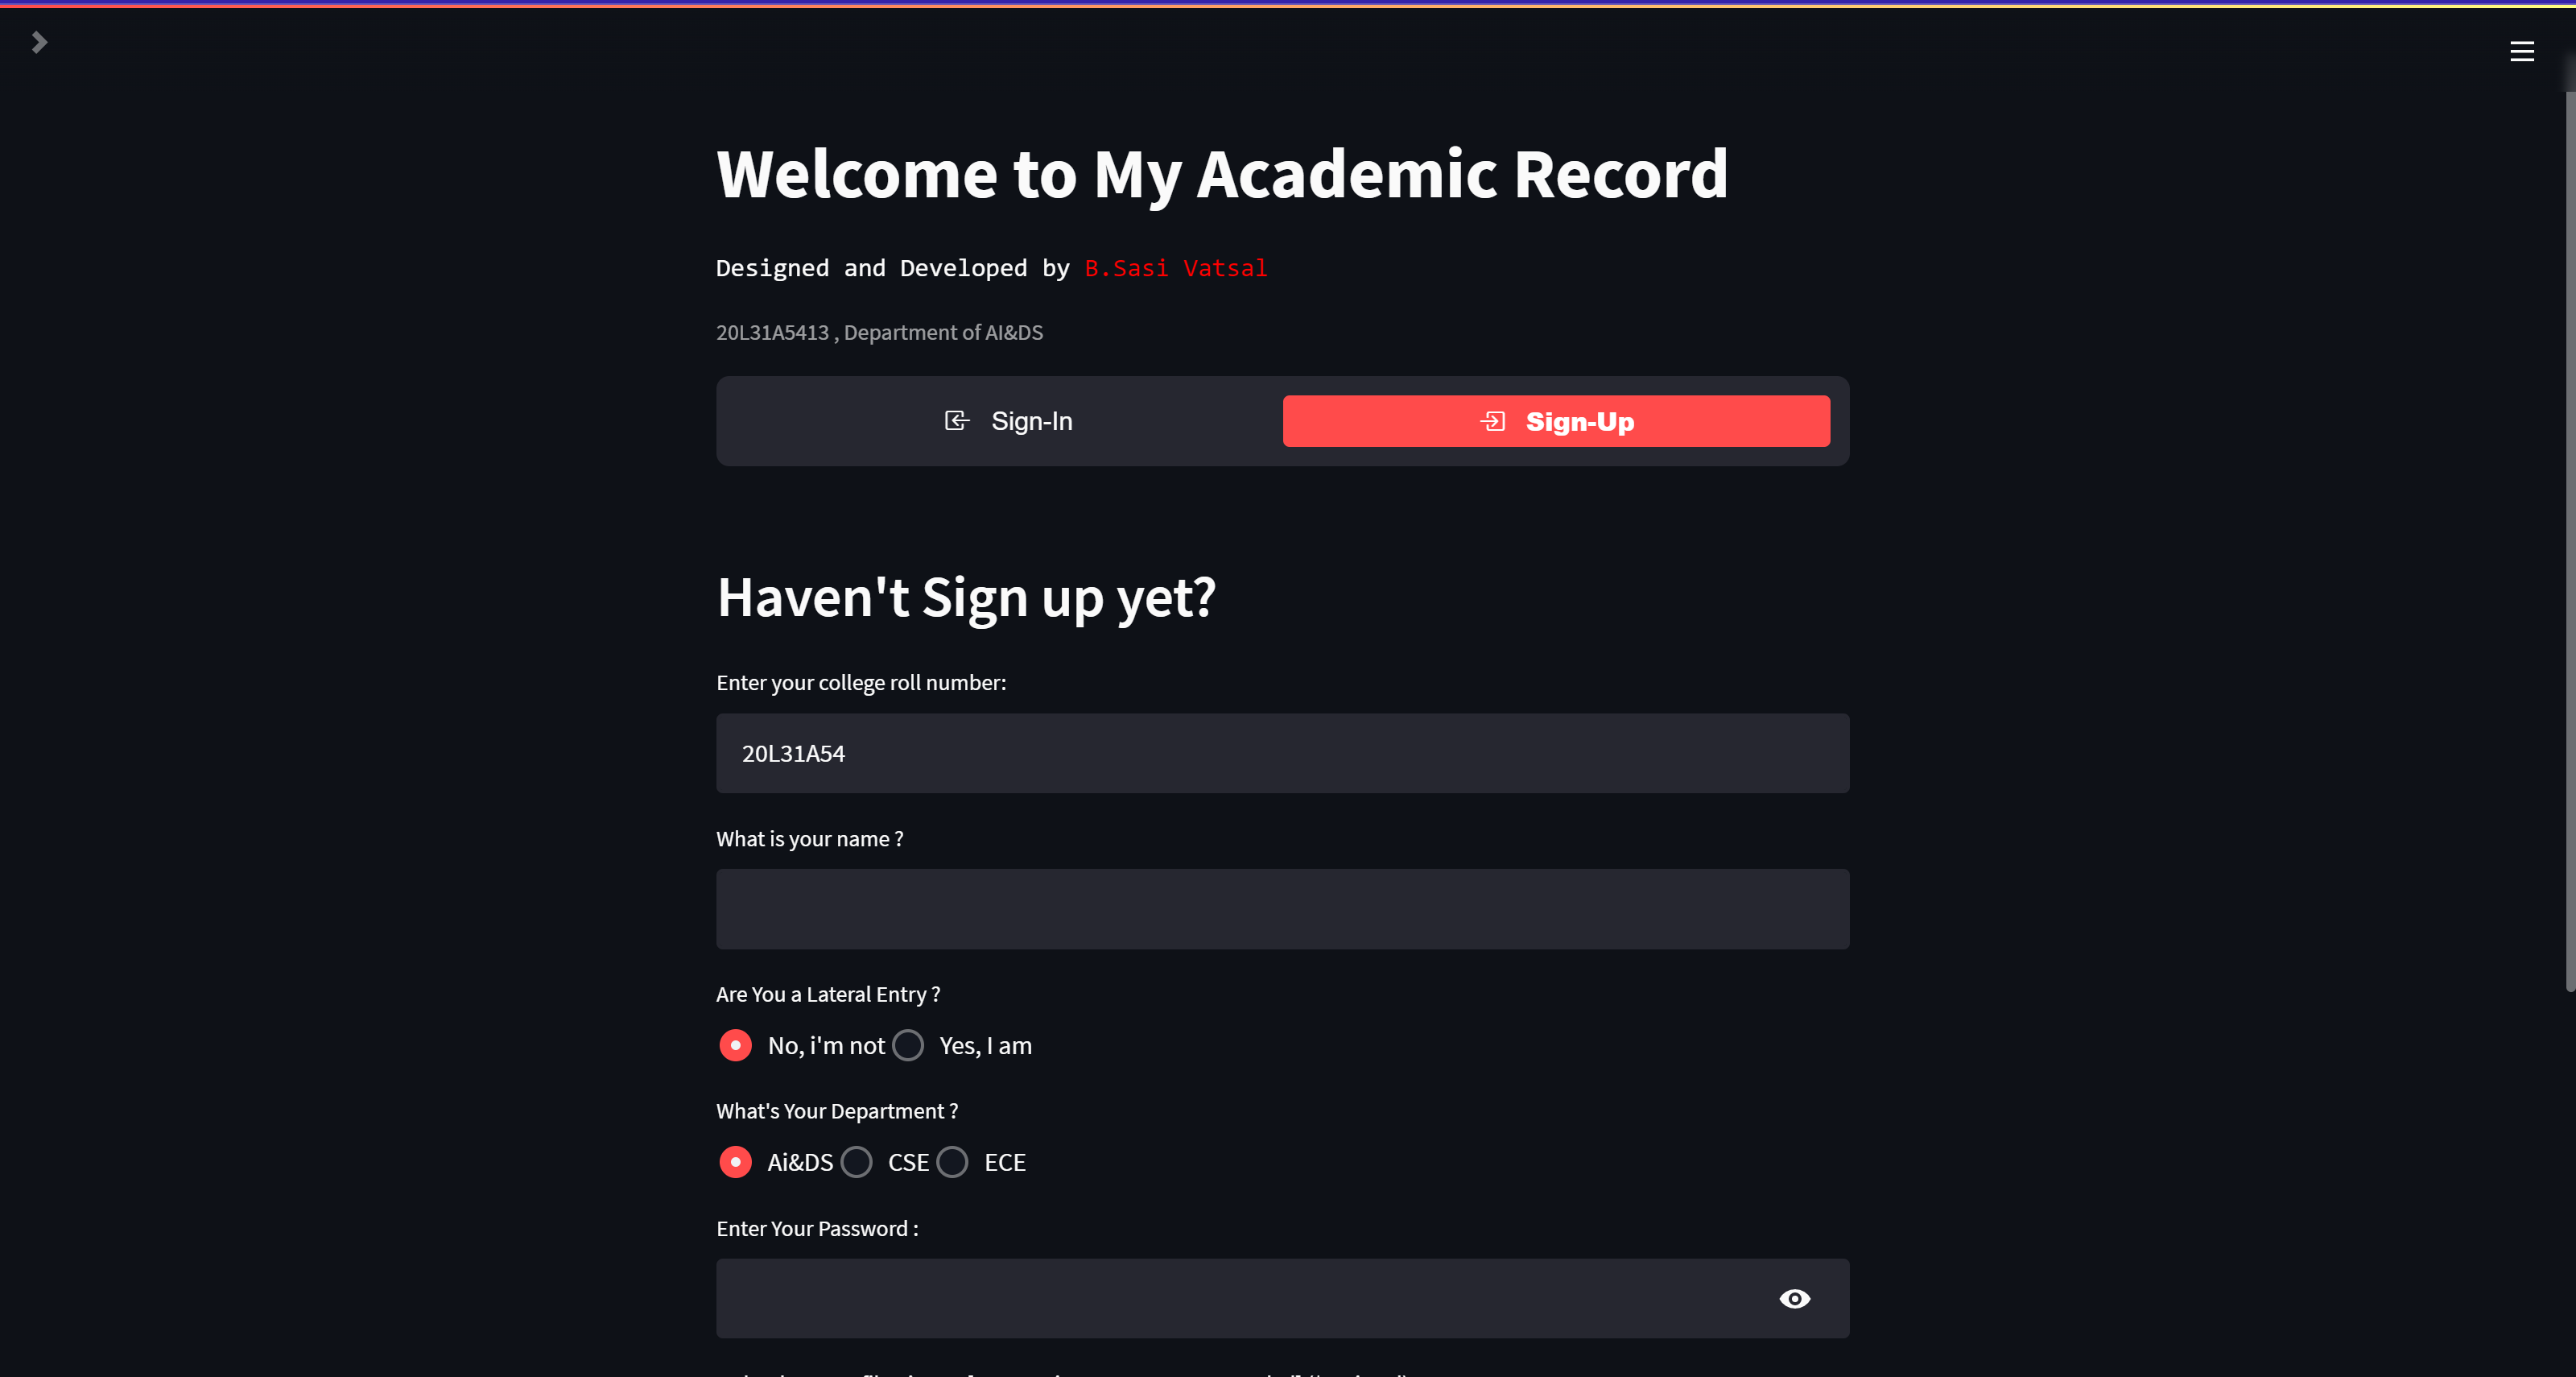 Welcome to My Academic Record
Designed and Developed by B.Sasi Vatsal
20L31A5413 , Department of AI&DS
Sign-In Sign-Up
Haven't Sign up yet?
Enter your college roll number:
20L31A54
What is your name ?
Are You a Lateral Entry ?
No, i'm not Yes, I am
What's Your Department ?
Ai&DS CSE ECE
Enter Your Password :